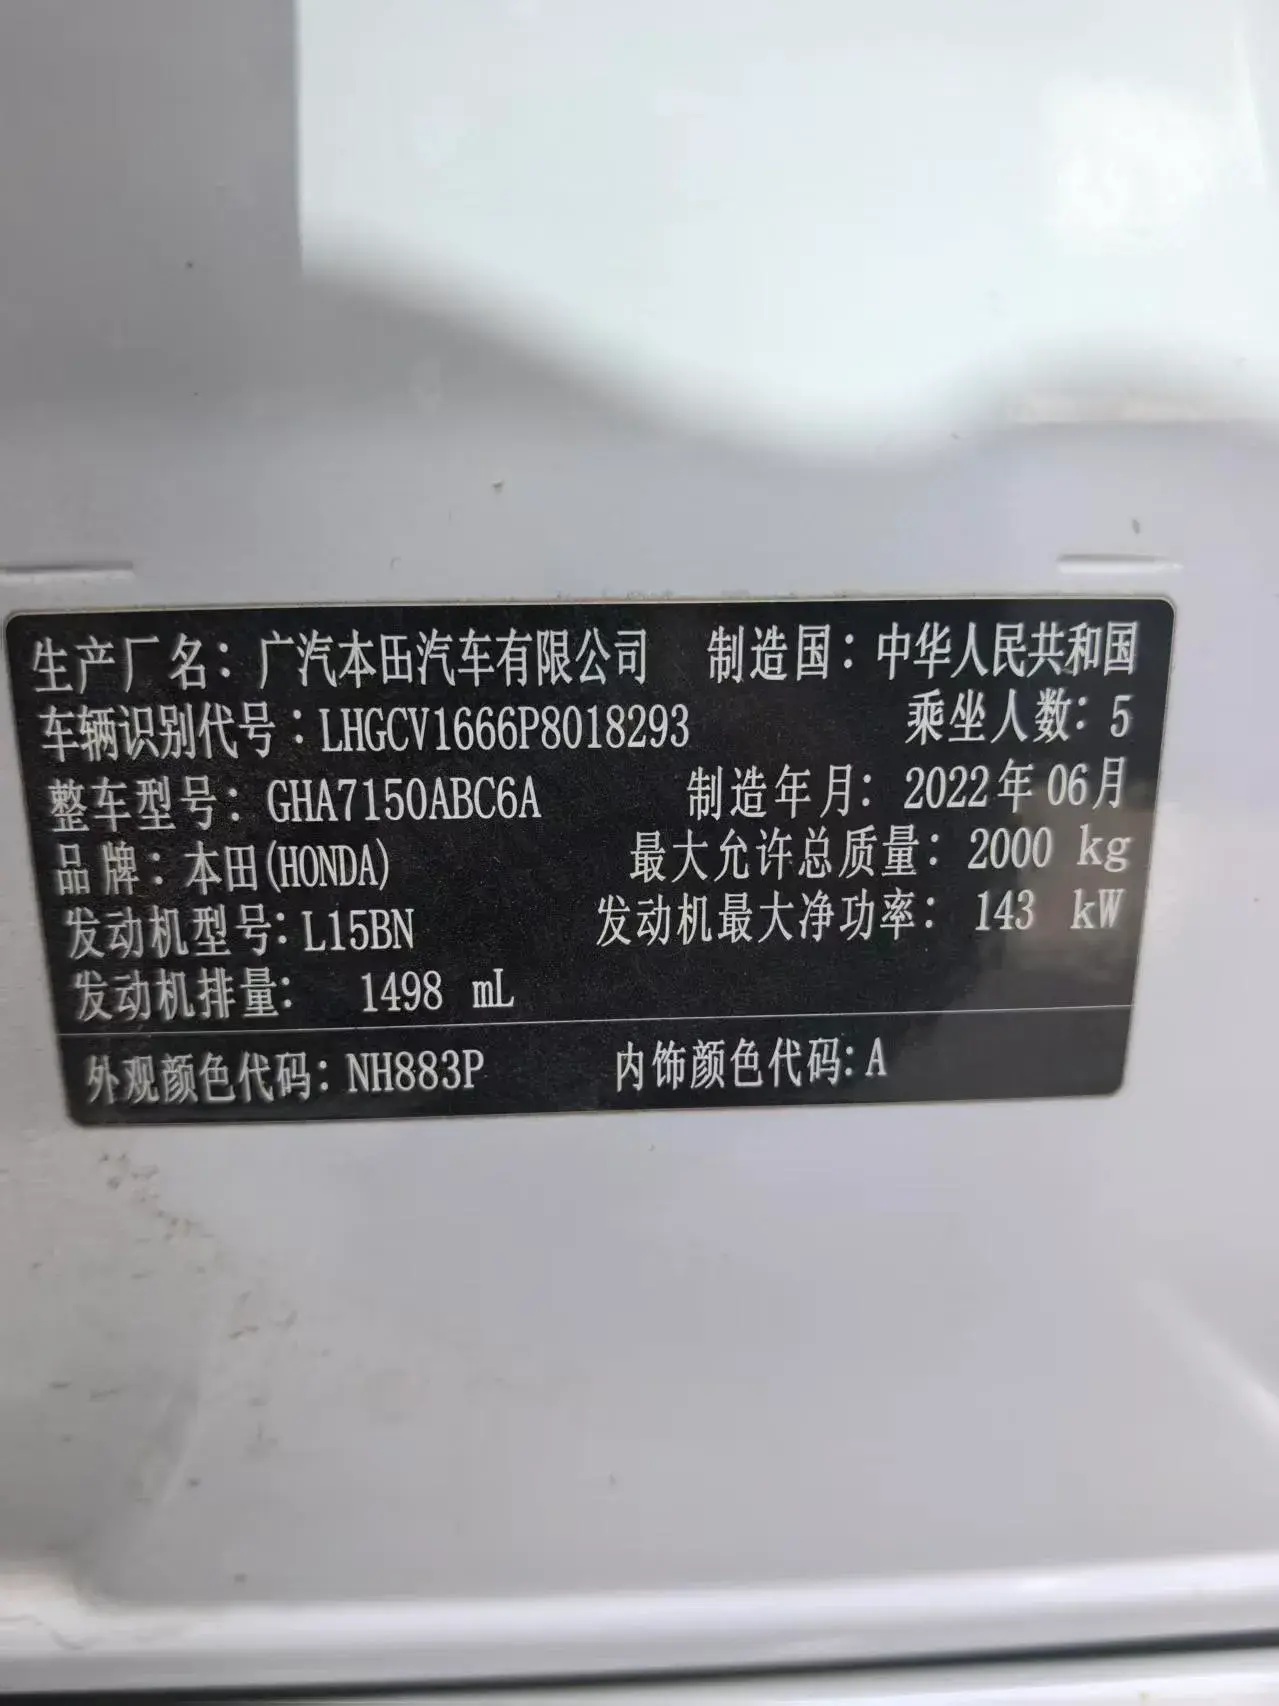 生产厂名：广汽本田汽车有限公司 制造国：中华人民共和国
车辆识别代号：LHGCV1666P8018293 乘坐人数：5
整车型号：GHA7150ABC6A 制造年月：2022年06月
品牌：本田(HONDA) 最大允许总质量：2000 kg
发动机型号：L15BN 发动机最大净功率：143 kW
发动机排量：1498 mL
外观颜色代码：NH883P 内饰颜色代码：A